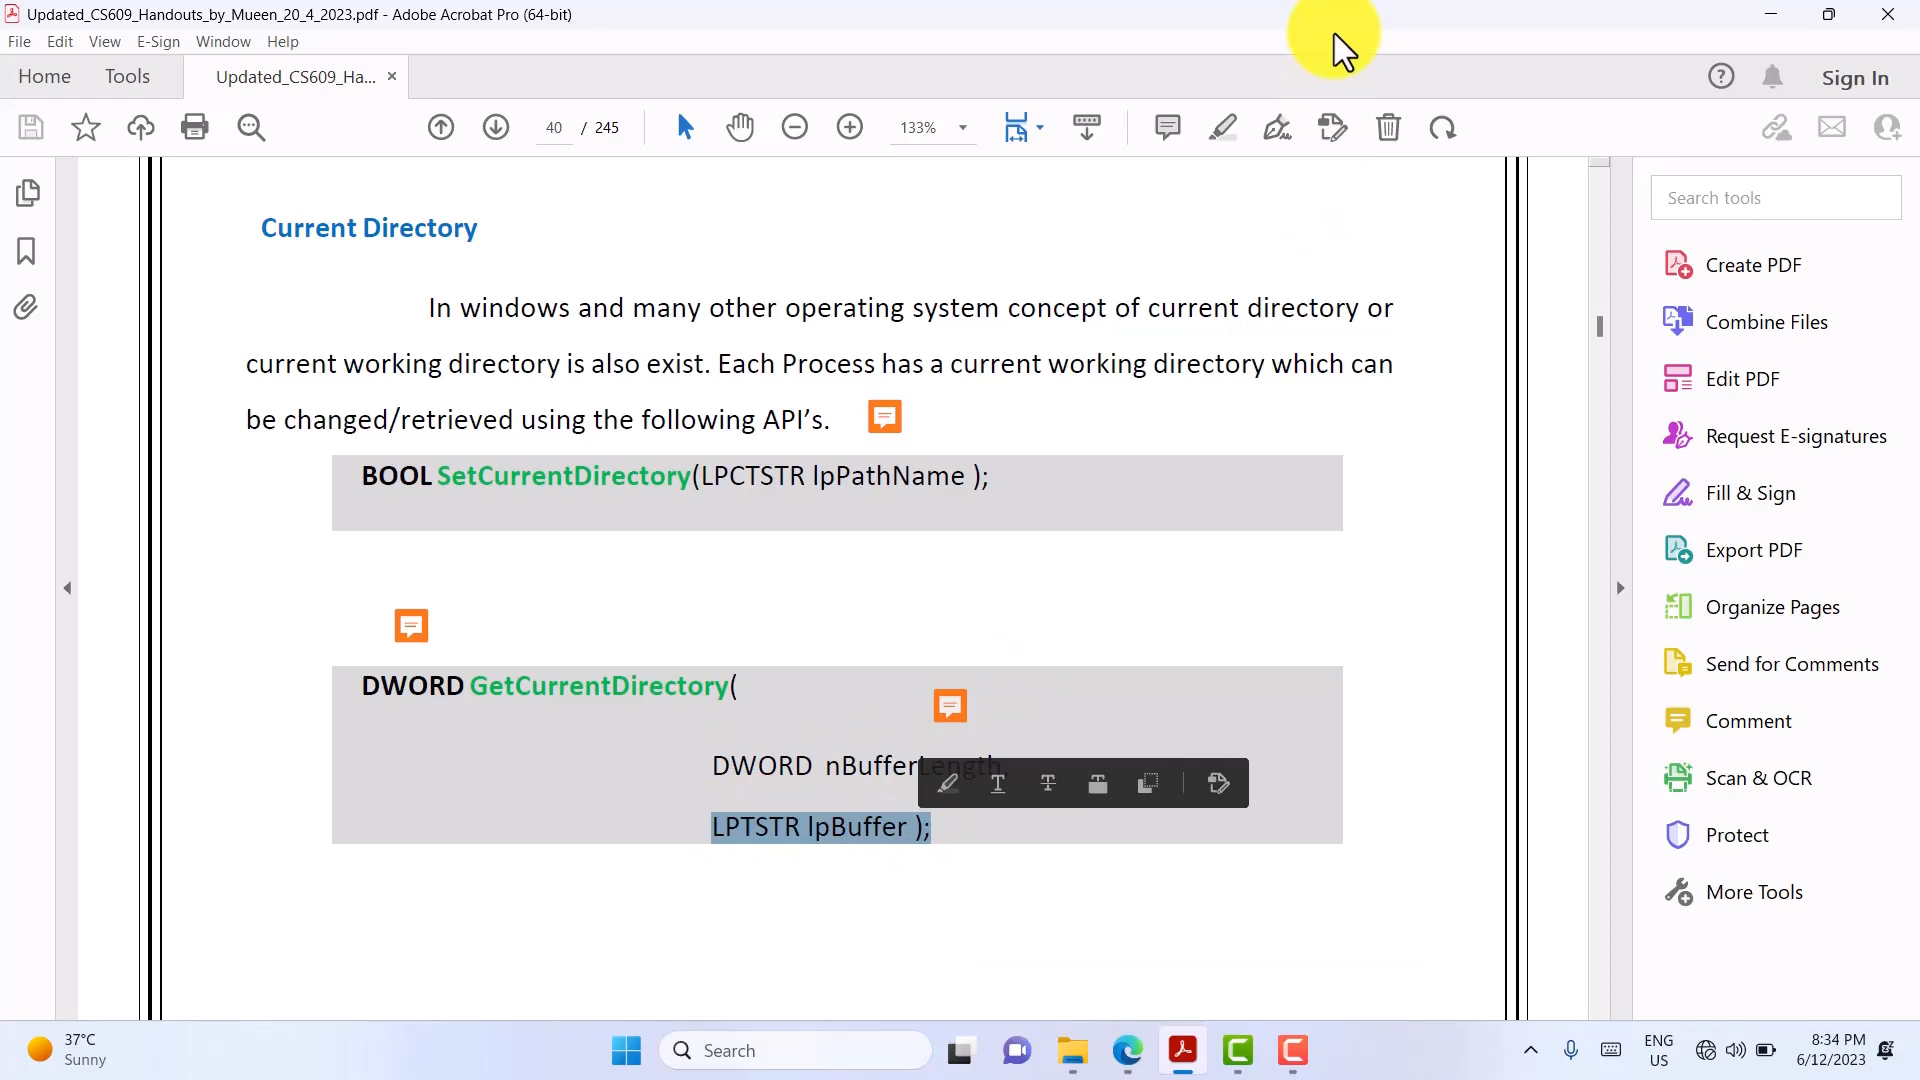 Updated_CS609_Handouts_by_Mueen_20_4_2023.pdf - Adobe Acrobat Pro (64-bit)
File Edit View E-Sign Window Help
Home Tools Updated_CS609_Ha... Sign In
40 / 245 133%
Current Directory
In windows and many other operating system concept of current directory or
current working directory is also exist. Each Process has a current working directory which can
be changed/retrieved using the following API’s.
BOOL SetCurrentDirectory(LPCTSTR lpPathName );
DWORD GetCurrentDirectory(
DWORD nBufferLength,
LPTSTR lpBuffer );
Search tools
Create PDF
Combine Files
Edit PDF
Request E-signatures
Fill & Sign
Export PDF
Organize Pages
Send for Comments
Comment
Scan & OCR
Protect
More Tools
37°C
Sunny
Search
ENG
US
8:34 PM
6/12/2023